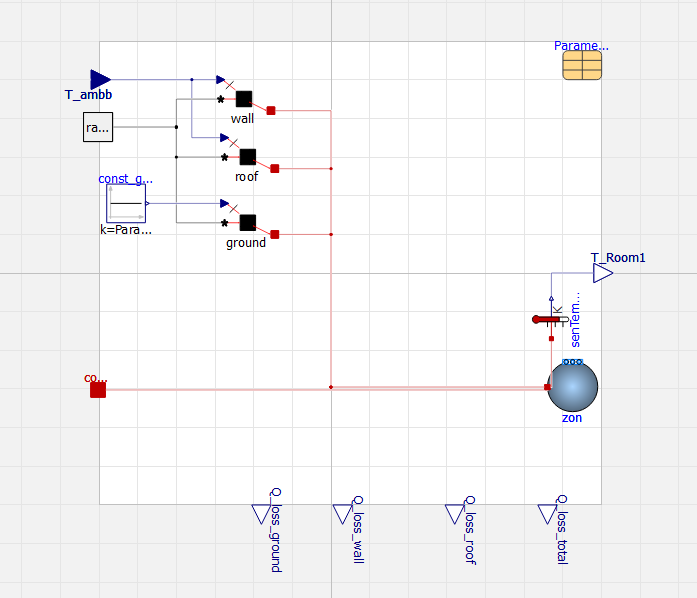 Parame...
T_ambb
wall
ra...
roof
const_g...
k=Para...
ground
T_Room1
K
senTem...
co...
zon
Q_loss_ground
Q_loss_wall
Q_loss_roof
Q_loss_total